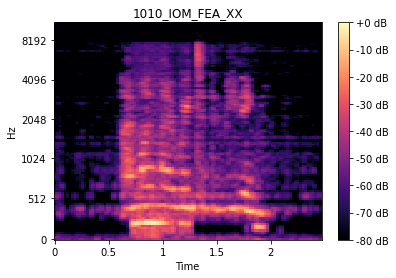 1010_IOM_FEA_XX
Hz
8192
4096
2048
1024
512
0
0
0.5
1
1.5
2
Time
+0 dB
-10 dB
-20 dB
-30 dB
-40 dB
-50 dB
-60 dB
-70 dB
-80 dB